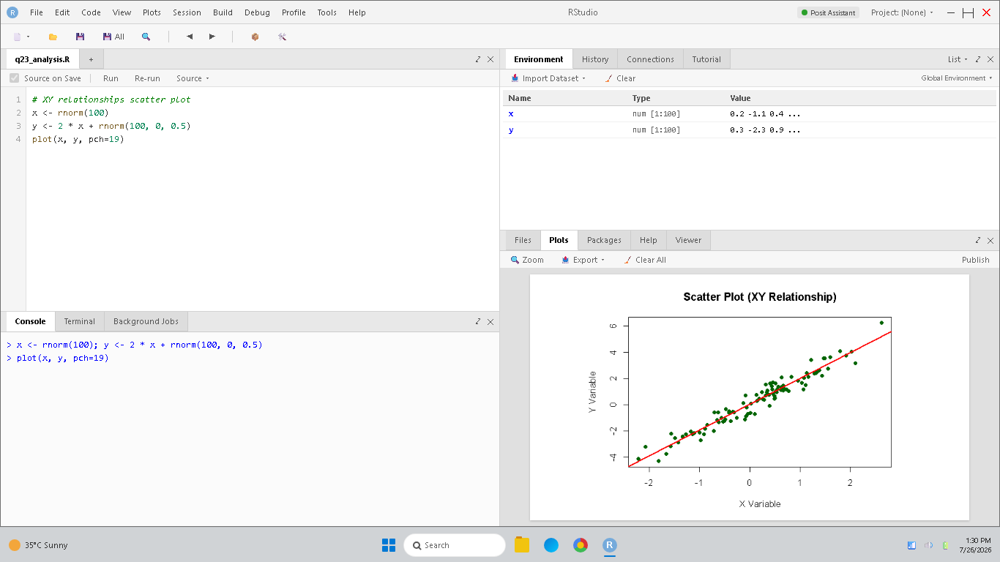 R File Edit Code View Plots Session Build Debug Profile Tools Help RStudio Posit Assistant Project: (None)
All
q23_analysis.R +
Source on Save Run Re-run Source
1 # XY relationships scatter plot
2 x <- rnorm(100)
3 y <- 2 * x + rnorm(100, 0, 0.5)
4 plot(x, y, pch=19)
Console Terminal Background Jobs
> x <- rnorm(100); y <- 2 * x + rnorm(100, 0, 0.5)
> plot(x, y, pch=19)
Environment History Connections Tutorial List
Import Dataset Clear Global Environment
Name Type Value
x num [1:100] 0.2 -1.1 0.4 ...
y num [1:100] 0.3 -2.3 0.9 ...
Files Plots Packages Help Viewer
Zoom Export Clear All Publish
Scatter Plot (XY Relationship)
Y Variable
6
4
2
0
-2
-4
-2 -1 0 1 2
X Variable
35°C Sunny Search R 1:30 PM
7/26/2026